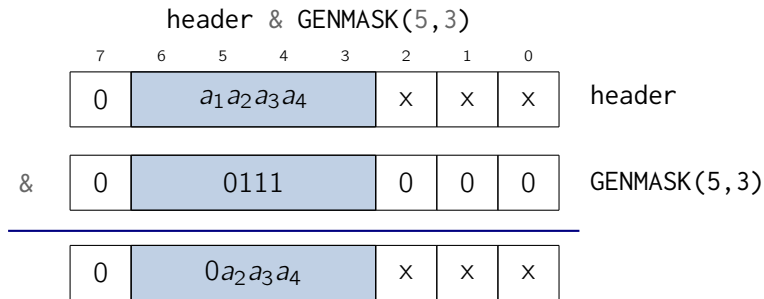 header & GENMASK(5,3)
7 6 5 4 3 2 1 0
0 a₁a₂a₃a₄ x x x header
& 0 0111 0 0 0 GENMASK(5,3)
0 0a₂a₃a₄ x x x